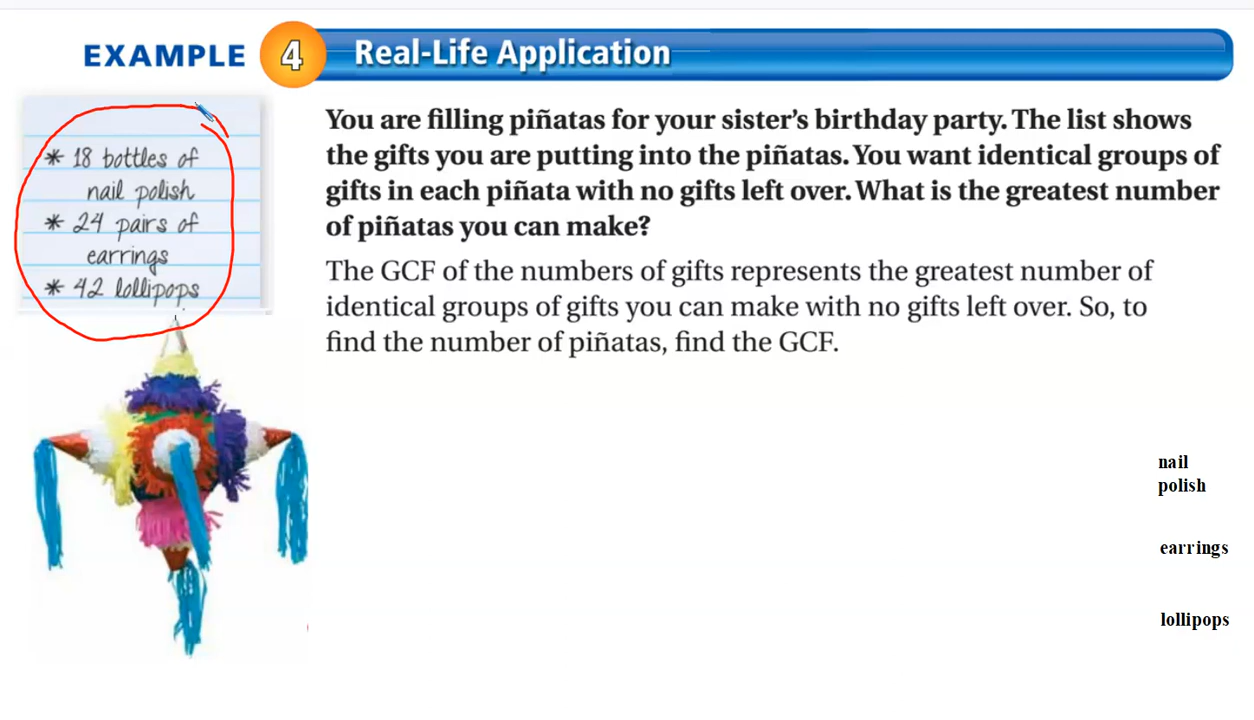 EXAMPLE 4 Real-Life Application
* 18 bottles of
nail polish
* 24 pairs of
earrings
* 42 lollipops
You are filling piñatas for your sister's birthday party. The list shows
the gifts you are putting into the piñatas. You want identical groups of
gifts in each piñata with no gifts left over. What is the greatest number
of piñatas you can make?
The GCF of the numbers of gifts represents the greatest number of
identical groups of gifts you can make with no gifts left over. So, to
find the number of piñatas, find the GCF.
nail
polish
earrings
lollipops